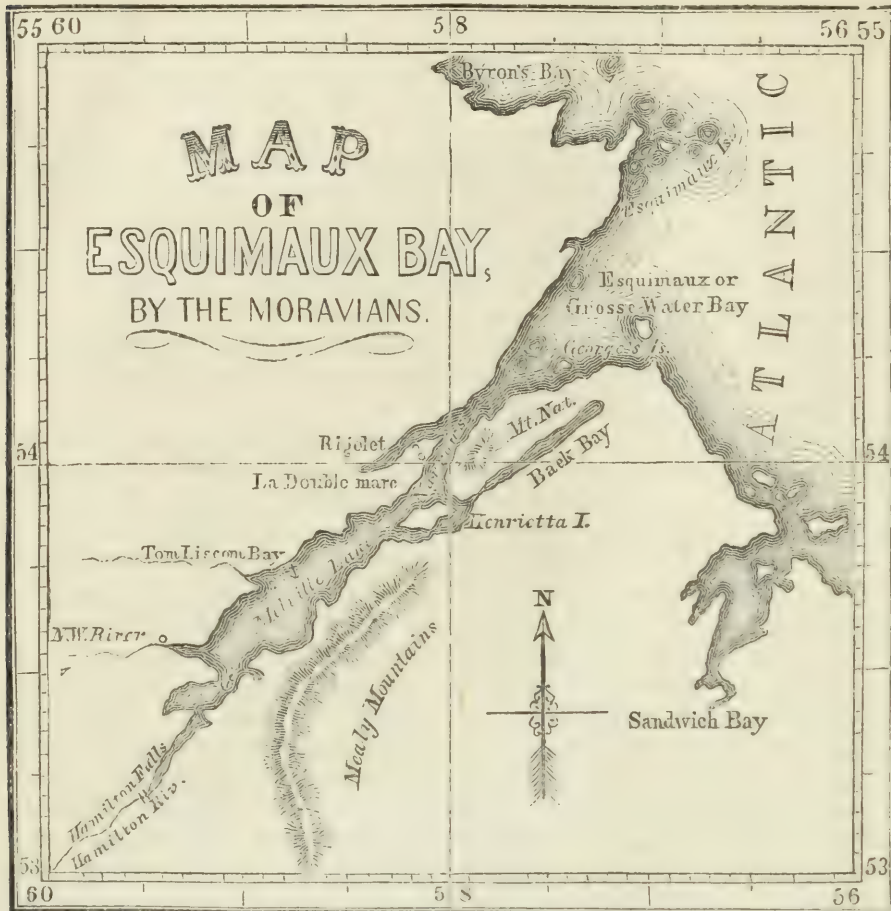 55 60 58 56 55
Byron's Bay
MAP
OF
ESQUIMAUX BAY,
BY THE MORAVIANS.
ATLANTIC
Esquimaux Is.
Esquimaux or
Grosse Water Bay
George's Is.
Mt. Nat.
Rigolet
Back Bay
54 54
La Double mare
Henrietta I.
Tom Liscom Bay
Melville Lake
N.W. River
N
Mealy Mountains
Sandwich Bay
Hamilton Falls
Hamilton Riv.
53 53
60 58 56